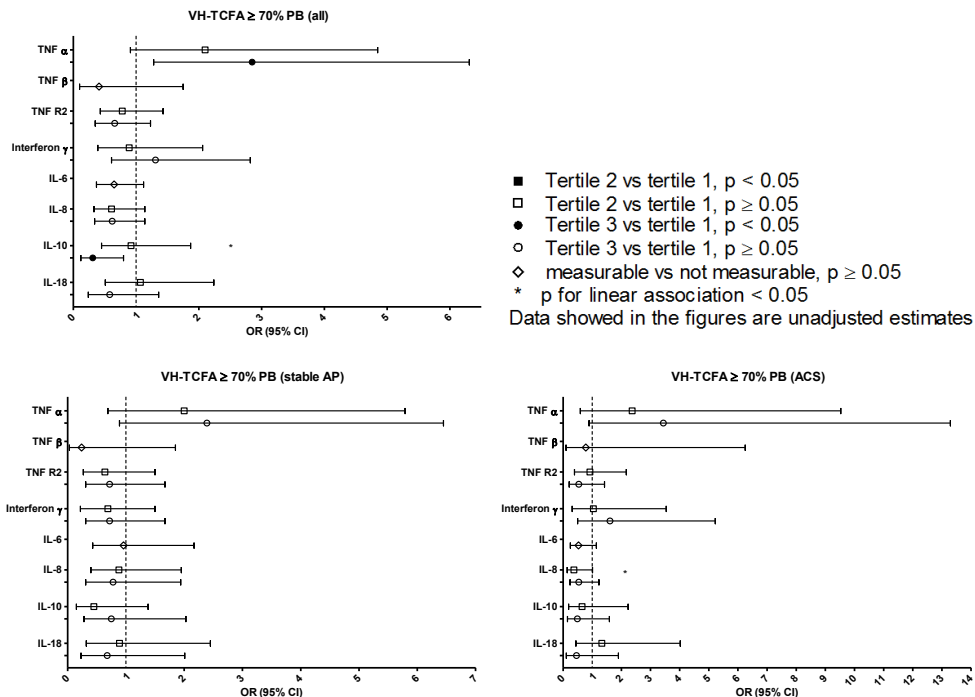 VH-TCFA ≥ 70% PB (all)
TNF α
TNF β
TNF R2
Interferon γ
IL-6
IL-8
IL-10
*
IL-18
0 1 2 3 4 5 6
OR (95% CI)
■ Tertile 2 vs tertile 1, p < 0.05
□ Tertile 2 vs tertile 1, p ≥ 0.05
● Tertile 3 vs tertile 1, p < 0.05
○ Tertile 3 vs tertile 1, p ≥ 0.05
◇ measurable vs not measurable, p ≥ 0.05
* p for linear association < 0.05
Data showed in the figures are unadjusted estimates
VH-TCFA ≥ 70% PB (stable AP)
TNF α
TNF β
TNF R2
Interferon γ
IL-6
IL-8
IL-10
IL-18
0 1 2 3 4 5 6 7
OR (95% CI)
VH-TCFA ≥ 70% PB (ACS)
TNF α
TNF β
TNF R2
Interferon γ
IL-6
IL-8
*
IL-10
IL-18
0 1 2 3 4 5 6 7 8 9 10 11 12 13 14
OR (95% CI)